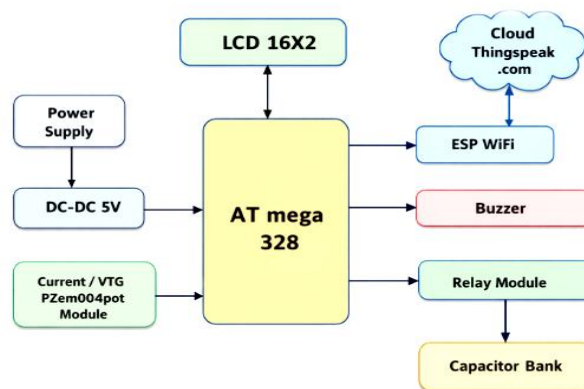 LCD 16X2
Cloud
Thingspeak
.com
Power
Supply
ESP WiFi
DC-DC 5V
AT mega
328
Buzzer
Current / VTG
PZem004pot
Module
Relay Module
Capacitor Bank